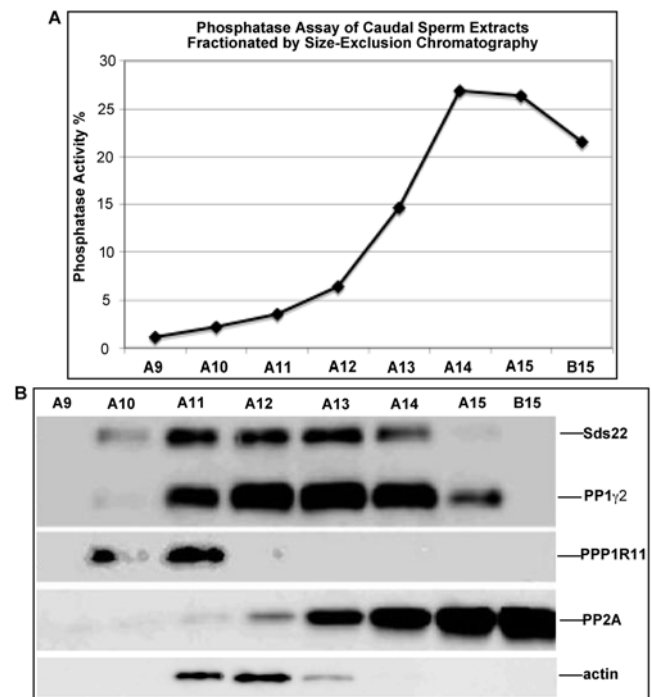 A
Phosphatase Assay of Caudal Sperm Extracts
Fractionated by Size-Exclusion Chromatography
Phosphatase Activity %
30
25
20
15
10
5
0
A9 A10 A11 A12 A13 A14 A15 B15
B
A9 A10 A11 A12 A13 A14 A15 B15
Sds22
PP1γ2
PPP1R11
PP2A
actin